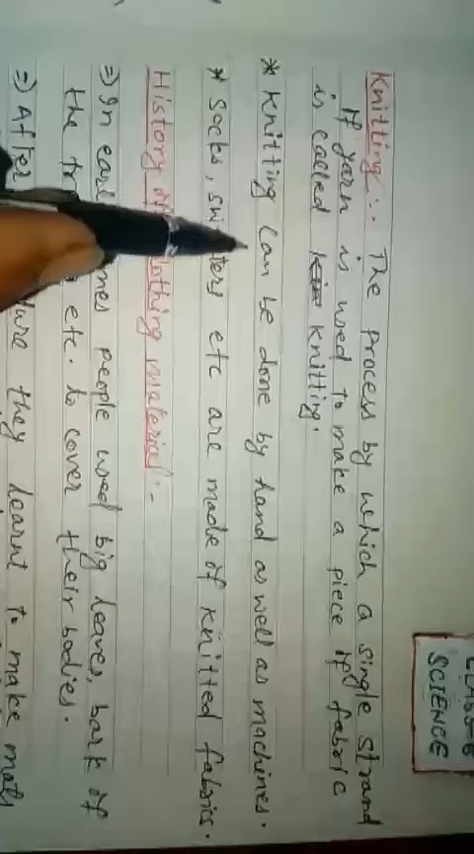 CLASS-6
SCIENCE
Knitting:- The process by which a single strand
of yarn is used to make a piece of fabric
is called Knitting.
* Knitting can be done by hand as well as machines.
* Socks, etc are made of knitted fabrics.
History of clothing material:-
⇒ In early times people used big leaves, bark of
the etc. to cover their bodies.
⇒ After they learnt to make mats